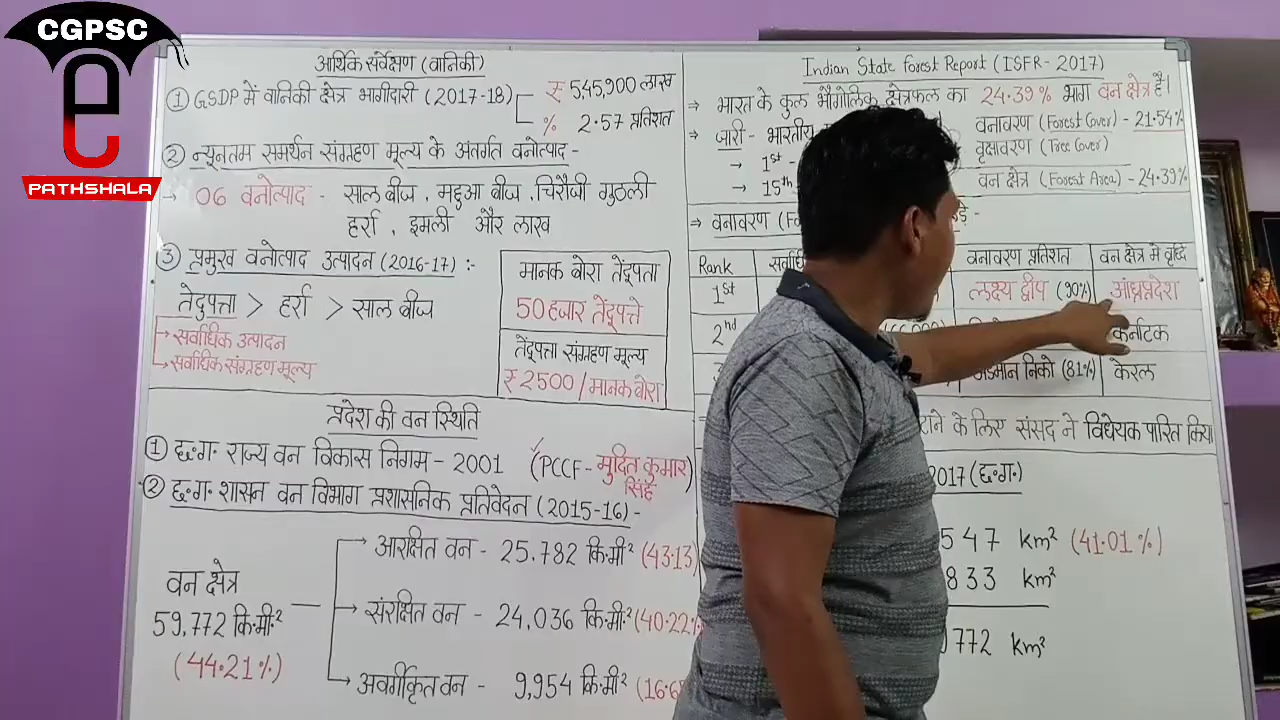 CGPSC
e
PATHSHALA
आर्थिक सर्वेक्षण (वानिकी)
① GSDP में वानिकी क्षेत्र भागीदारी (2017-18)
₹ 545,900 लाख
% 2.57 प्रतिशत
② न्यूनतम समर्थन संग्रहण मूल्य के अंतर्गत वनोत्पाद -
→ 06 वनोत्पाद - साल बीज, महुआ बीज, चिरौंजी गुठली
हर्रा, इमली और लाख
③ प्रमुख वनोत्पाद उत्पादन (2016-17) :-
तेंदुपत्ता > हर्रा > साल बीज
→ सर्वाधिक उत्पादन
→ सर्वाधिक संग्रहण मूल्य
मानक बोरा तेंदूपत्ता
50 हजार तेंदूपत्ते
तेंदूपत्ता संग्रहण मूल्य
₹ 2500/मानक बोरा
प्रदेश की वन स्थिति
① छ.ग. राज्य वन विकास निगम - 2001 (PCCF - मुदित कुमार सिंह)
② छ.ग. शासन वन विभाग प्रशासनिक प्रतिवेदन (2015-16) -
वन क्षेत्र
59,772 कि.मी.²
(44.21%)
→ आरक्षित वन - 25.782 कि.मी² (43.13)
→ संरक्षित वन - 24,036 कि.मी.² (40.22%
→ अवर्गीकृत वन - 9,954 कि.मी² (16.6
Indian State Forest Report (ISFR - 2017)
⇒ भारत के कुल भौगोलिक क्षेत्रफल का 24.39% भाग वन क्षेत्र है।
⇒ जारी - भारतीय
→ 1st -
→ 15th
वनावरण (Forest Cover) - 21.54%
वृक्षावरण (Tree Cover)
वन क्षेत्र (Forest Area) - 24.39%
⇒ वनावरण
Rank वनावरण प्रतिशत वन क्षेत्र में वृद्धि
1st लक्ष्य द्वीप (90%) आंध्रप्रदेश
2nd कर्नाटक
अंडमान निको (81%) केरल
के लिए संसद ने विधेयक पारित किया
2017 (छ.ग.)
547 km² (41.01%)
833 km²
772 km²